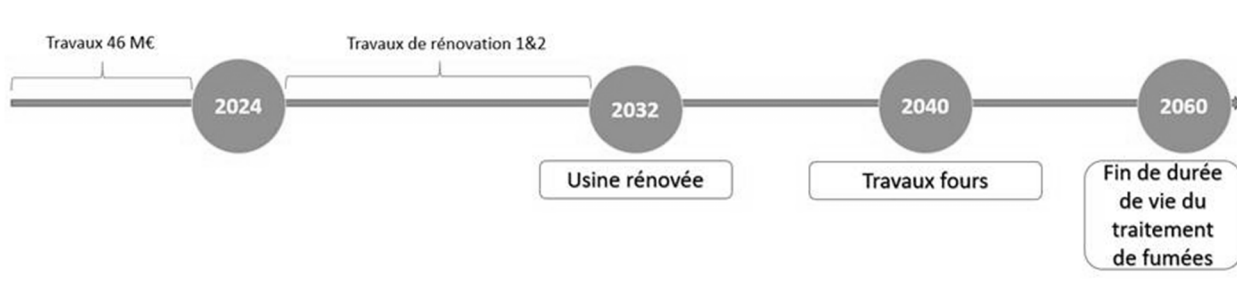 Travaux 46 M€
Travaux de rénovation 1&2
2024
2032
2040
2060
Usine rénovée
Travaux fours
Fin de durée
de vie du
traitement
de fumées